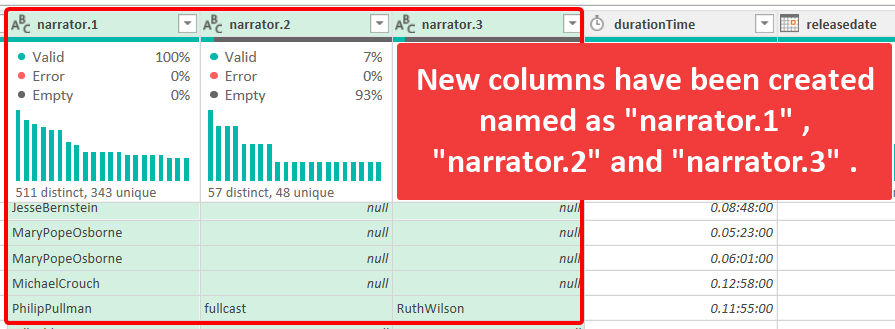 ABC narrator.1 ABC narrator.2 ABC narrator.3 durationTime releasedate
Valid 100% Valid 7%
Error 0% Error 0%
Empty 0% Empty 93%
511 distinct, 343 unique 57 distinct, 48 unique
New columns have been created
named as "narrator.1" ,
"narrator.2" and "narrator.3" .
JesseBernstein null null 0.08:48:00
MaryPopeOsborne null null 0.05:23:00
MaryPopeOsborne null null 0.06:01:00
MichaelCrouch null null 0.12:58:00
PhilipPullman fullcast RuthWilson 0.11:55:00